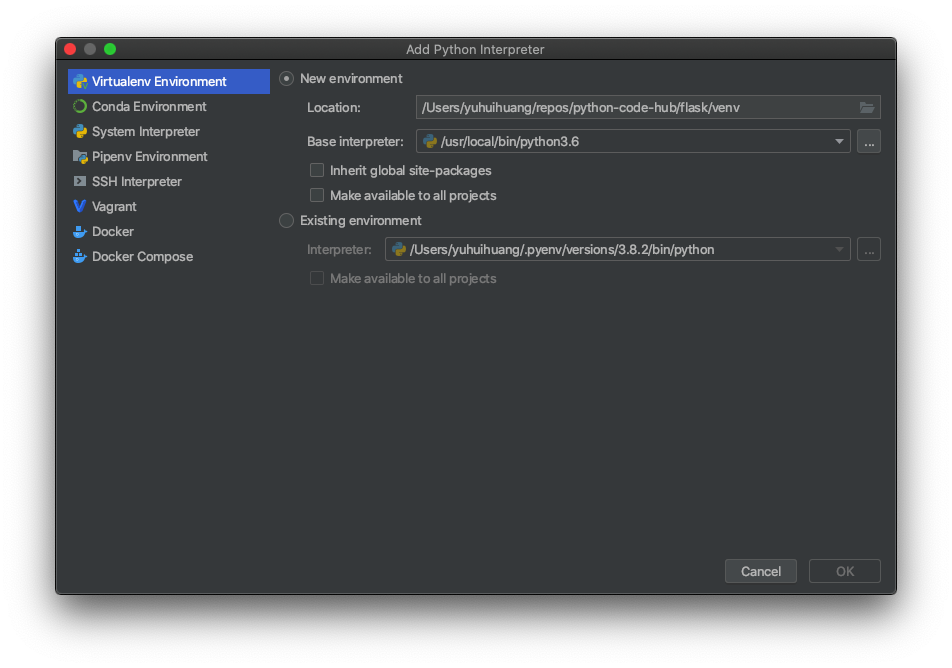 Add Python Interpreter
Virtualenv Environment
Conda Environment
System Interpreter
Pipenv Environment
SSH Interpreter
Vagrant
Docker
Docker Compose
New environment
Location: /Users/yuhuihuang/repos/python-code-hub/flask/venv
Base interpreter: /usr/local/bin/python3.6 ...
Inherit global site-packages
Make available to all projects
Existing environment
Interpreter: /Users/yuhuihuang/.pyenv/versions/3.8.2/bin/python ...
Make available to all projects
Cancel OK